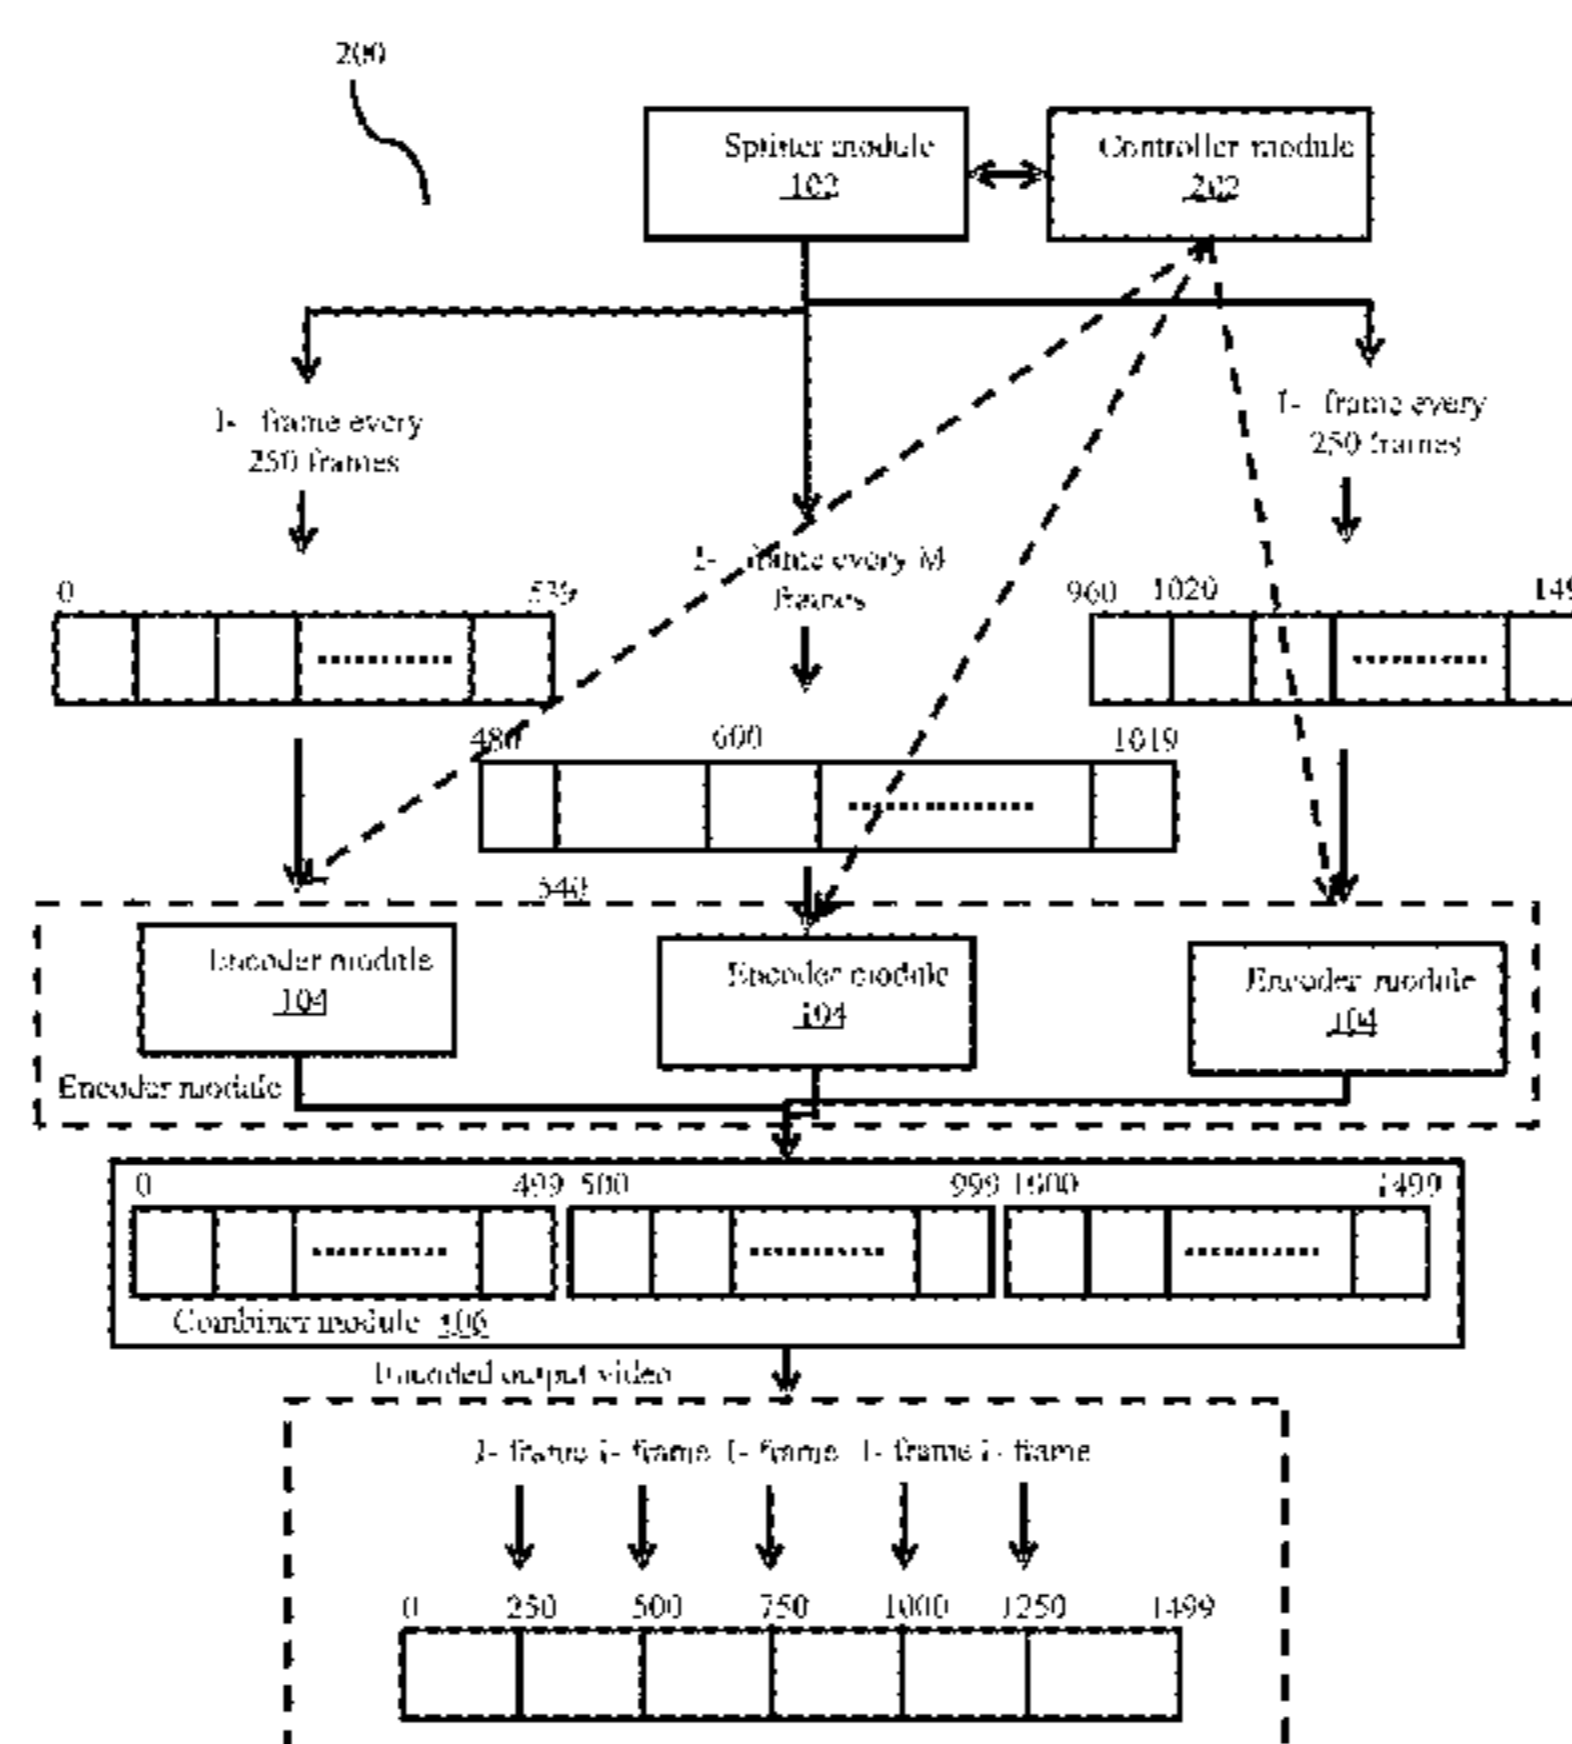 200
Splitter module
102
Controller module
202
I- frame every
250 frames
I- frame every
250 frames
I- frame every M
frames
0 539
960 1020 149
480 600 1019
540
Encoder module
104
Encoder module
104
Encoder module
104
Encoder module
0 499 500 999 1000 1499
Combiner module 106
Encoded output video
I- frame I- frame I- frame I- frame I- frame
0 250 500 750 1000 1250 1499